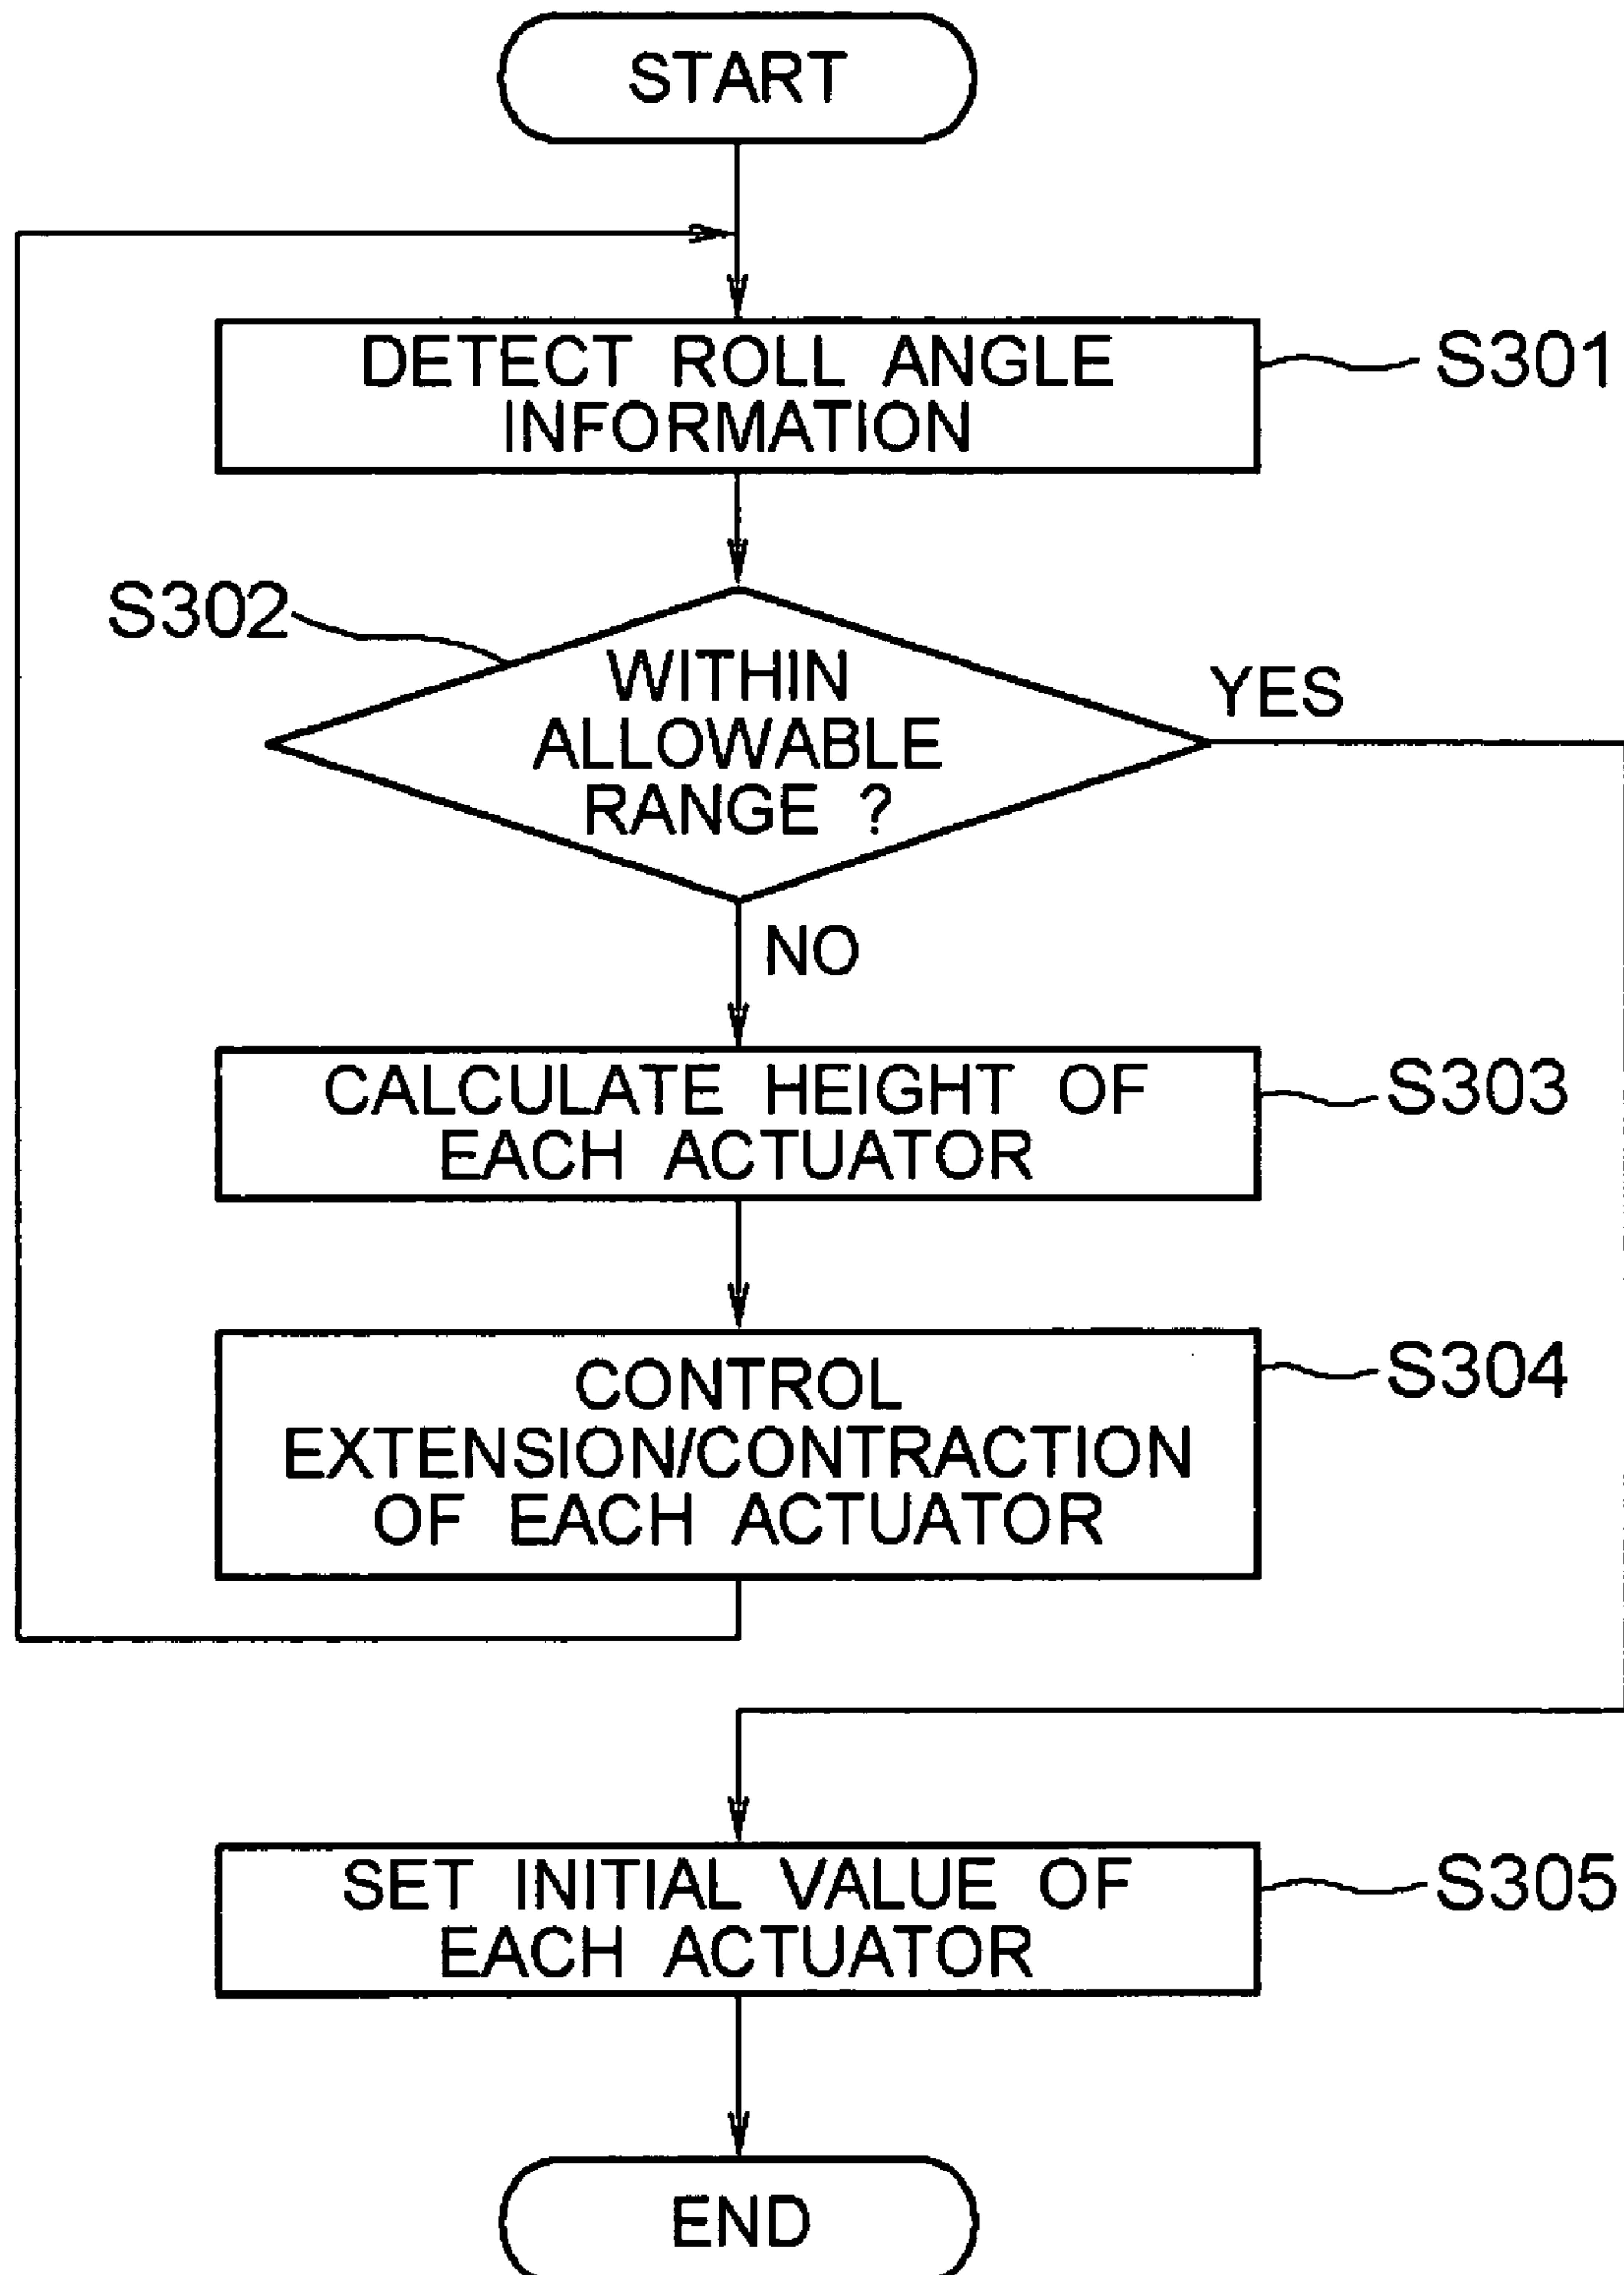 START
DETECT ROLL ANGLE
INFORMATION
S301
S302
WITHIN
ALLOWABLE
RANGE ?
YES
NO
CALCULATE HEIGHT OF
EACH ACTUATOR
S303
CONTROL
EXTENSION/CONTRACTION
OF EACH ACTUATOR
S304
SET INITIAL VALUE OF
EACH ACTUATOR
S305
END